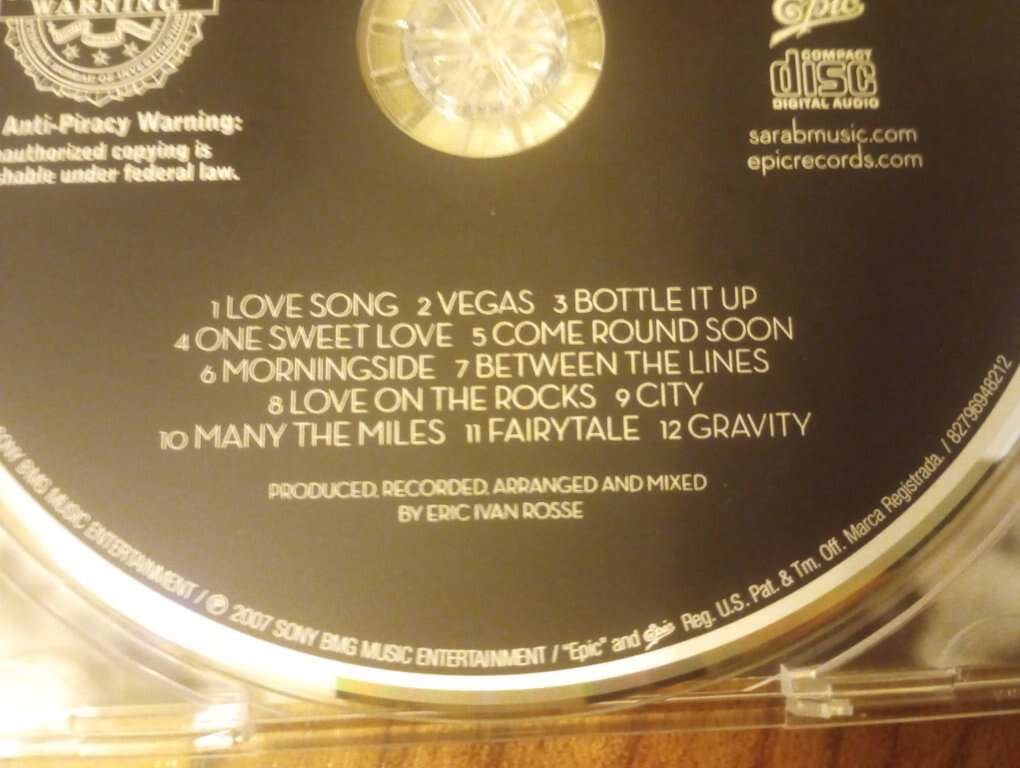 WARNING
Anti-Piracy Warning:
authorized copying is
shable under federal law.
Epic
COMPACT
disc
DIGITAL AUDIO
sarabmusic.com
epicrecords.com
1 LOVE SONG 2 VEGAS 3 BOTTLE IT UP
4 ONE SWEET LOVE 5 COME ROUND SOON
6 MORNINGSIDE 7 BETWEEN THE LINES
8 LOVE ON THE ROCKS 9 CITY
10 MANY THE MILES 11 FAIRYTALE 12 GRAVITY
PRODUCED, RECORDED, ARRANGED AND MIXED
BY ERIC IVAN ROSSE
SONY BMG MUSIC ENTERTAINMENT / ℗ 2007 SONY BMG MUSIC ENTERTAINMENT / "Epic" and Epic Reg. U.S. Pat. & Tm. Off. Marca Registrada. / 82796948212